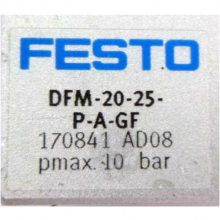 FESTO
DFM-20-25-
P-A-GF
170841 AD08
pmax. 10 bar